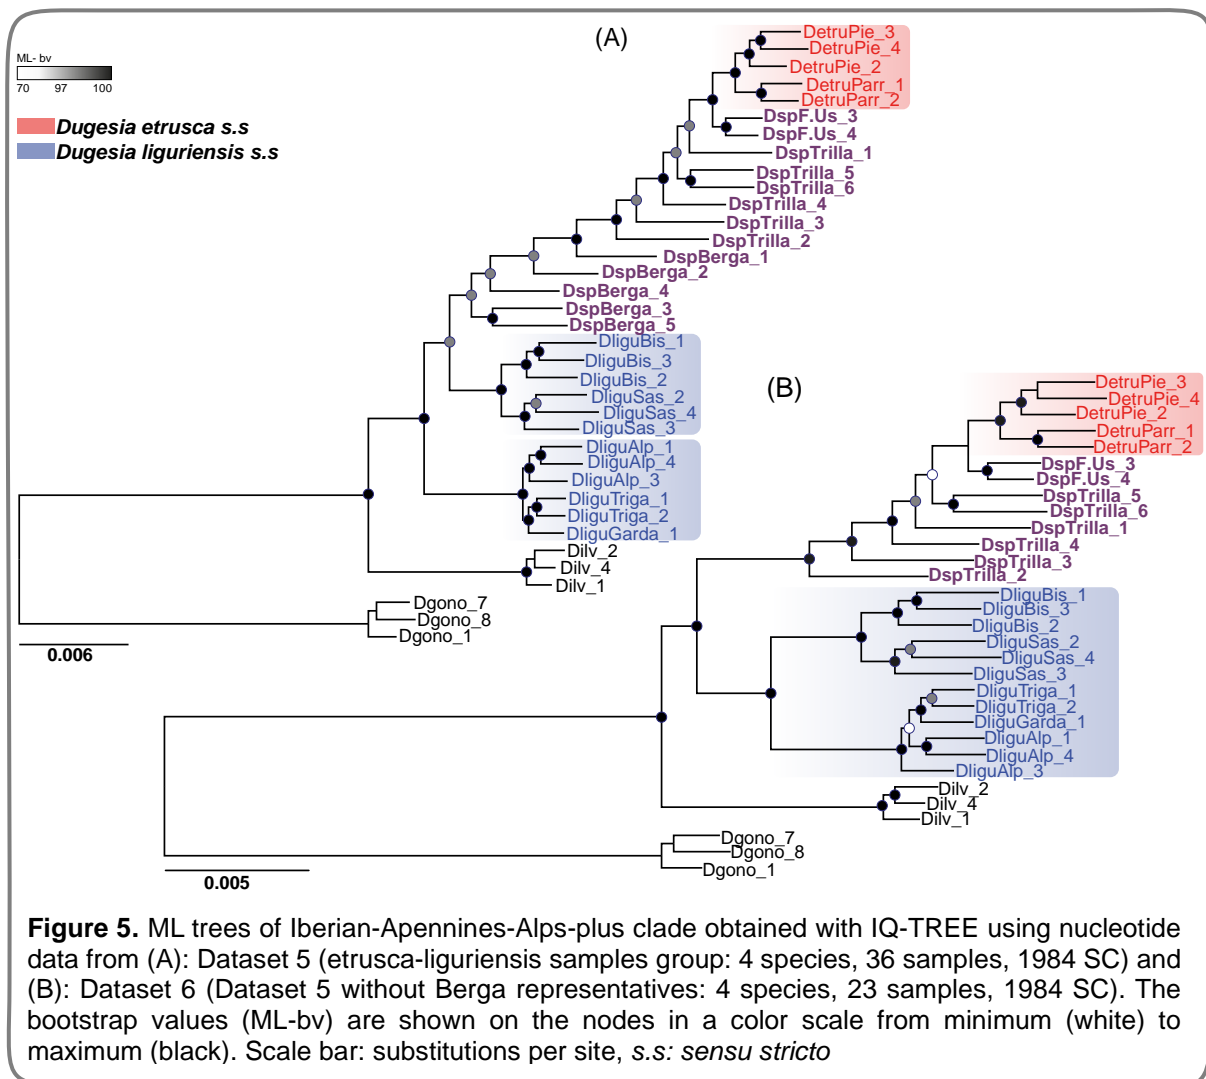 (A)
ML- bv
70 97 100
Dugesia etrusca s.s
Dugesia liguriensis s.s
DetruPie_3
DetruPie_4
DetruPie_2
DetruParr_1
DetruParr_2
DspF.Us_3
DspF.Us_4
DspTrilla_1
DspTrilla_5
DspTrilla_6
DspTrilla_4
DspTrilla_3
DspTrilla_2
DspBerga_1
DspBerga_2
DspBerga_4
DspBerga_3
DspBerga_5
DliguBis_1
DliguBis_3
DliguBis_2
DliguSas_2
DliguSas_4
DliguSas_3
DliguAlp_1
DliguAlp_4
DliguAlp_3
DliguTriga_1
DliguTriga_2
DliguGarda_1
Dilv_2
Dilv_4
Dilv_1
Dgono_7
Dgono_8
Dgono_1
0.006
(B)
DetruPie_3
DetruPie_4
DetruPie_2
DetruParr_1
DetruParr_2
DspF.Us_3
DspF.Us_4
DspTrilla_5
DspTrilla_6
DspTrilla_1
DspTrilla_4
DspTrilla_3
DspTrilla_2
DliguBis_1
DliguBis_3
DliguBis_2
DliguSas_2
DliguSas_4
DliguSas_3
DliguTriga_1
DliguTriga_2
DliguGarda_1
DliguAlp_1
DliguAlp_4
DliguAlp_3
Dilv_2
Dilv_4
Dilv_1
Dgono_7
Dgono_8
Dgono_1
0.005
Figure 5. ML trees of Iberian-Apennines-Alps-plus clade obtained with IQ-TREE using nucleotide
data from (A): Dataset 5 (etrusca-liguriensis samples group: 4 species, 36 samples, 1984 SC) and
(B): Dataset 6 (Dataset 5 without Berga representatives: 4 species, 23 samples, 1984 SC). The
bootstrap values (ML-bv) are shown on the nodes in a color scale from minimum (white) to
maximum (black). Scale bar: substitutions per site, s.s: sensu stricto